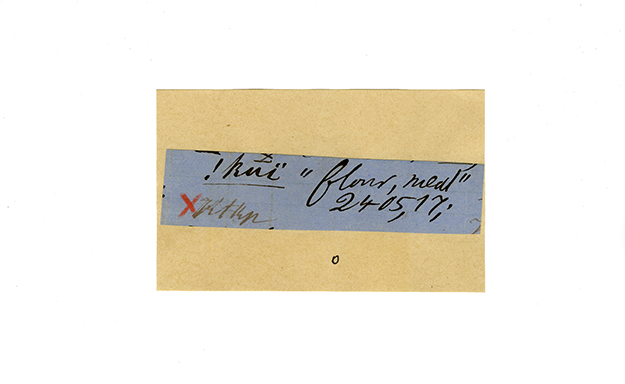 !kui " flour, meal"
2405,17;
X
o